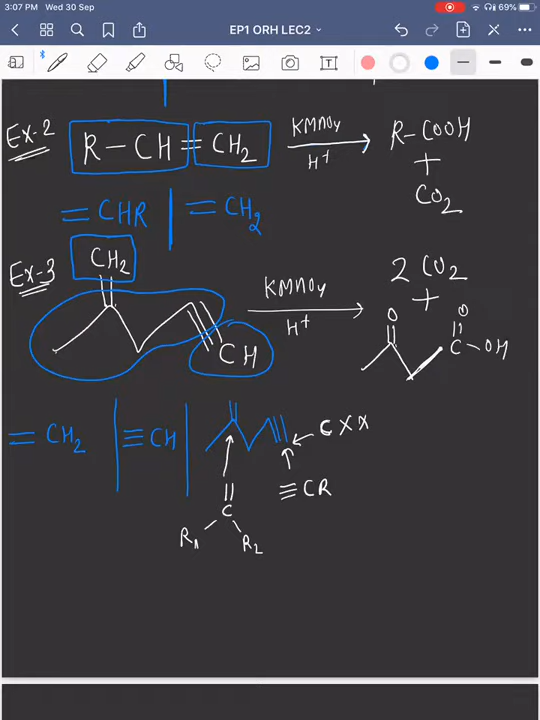 3:07 PM Wed 30 Sep
69%
EP1 ORH LEC2
T
Ex-2
R-CH=CH2
KMnO4
H+
R-COOH
+
CO2
=CHR | =CH2
Ex-3
CH2
CH
KMnO4
H+
2 CO2
+
O
O
C-OH
=CH2 | ≡CH |
CXX
≡CR
C
R1
R2